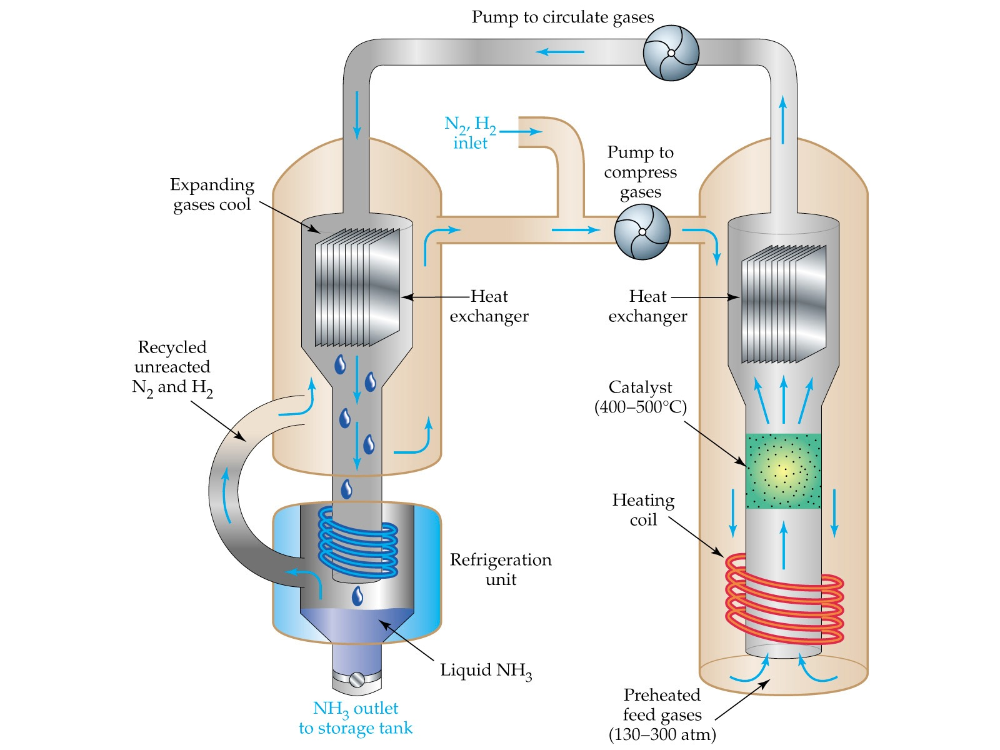 Pump to circulate gases
N₂, H₂
inlet
Pump to
compress
gases
Expanding
gases cool
Heat
exchanger
Heat
exchanger
Recycled
unreacted
N₂ and H₂
Catalyst
(400–500°C)
Heating
coil
Refrigeration
unit
Liquid NH₃
Preheated
feed gases
(130–300 atm)
NH₃ outlet
to storage tank